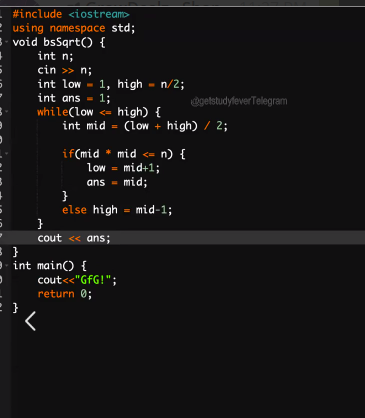 #include <iostream>
using namespace std;
void bsSqrt() {
int n;
cin >> n;
int low = 1, high = n/2;
int ans = 1;
@getstudyfeverTelegram
while(low <= high) {
int mid = (low + high) / 2;
if(mid * mid <= n) {
low = mid+1;
ans = mid;
}
else high = mid-1;
}
cout << ans;
}
int main() {
cout<<"GfG!";
return 0;
}